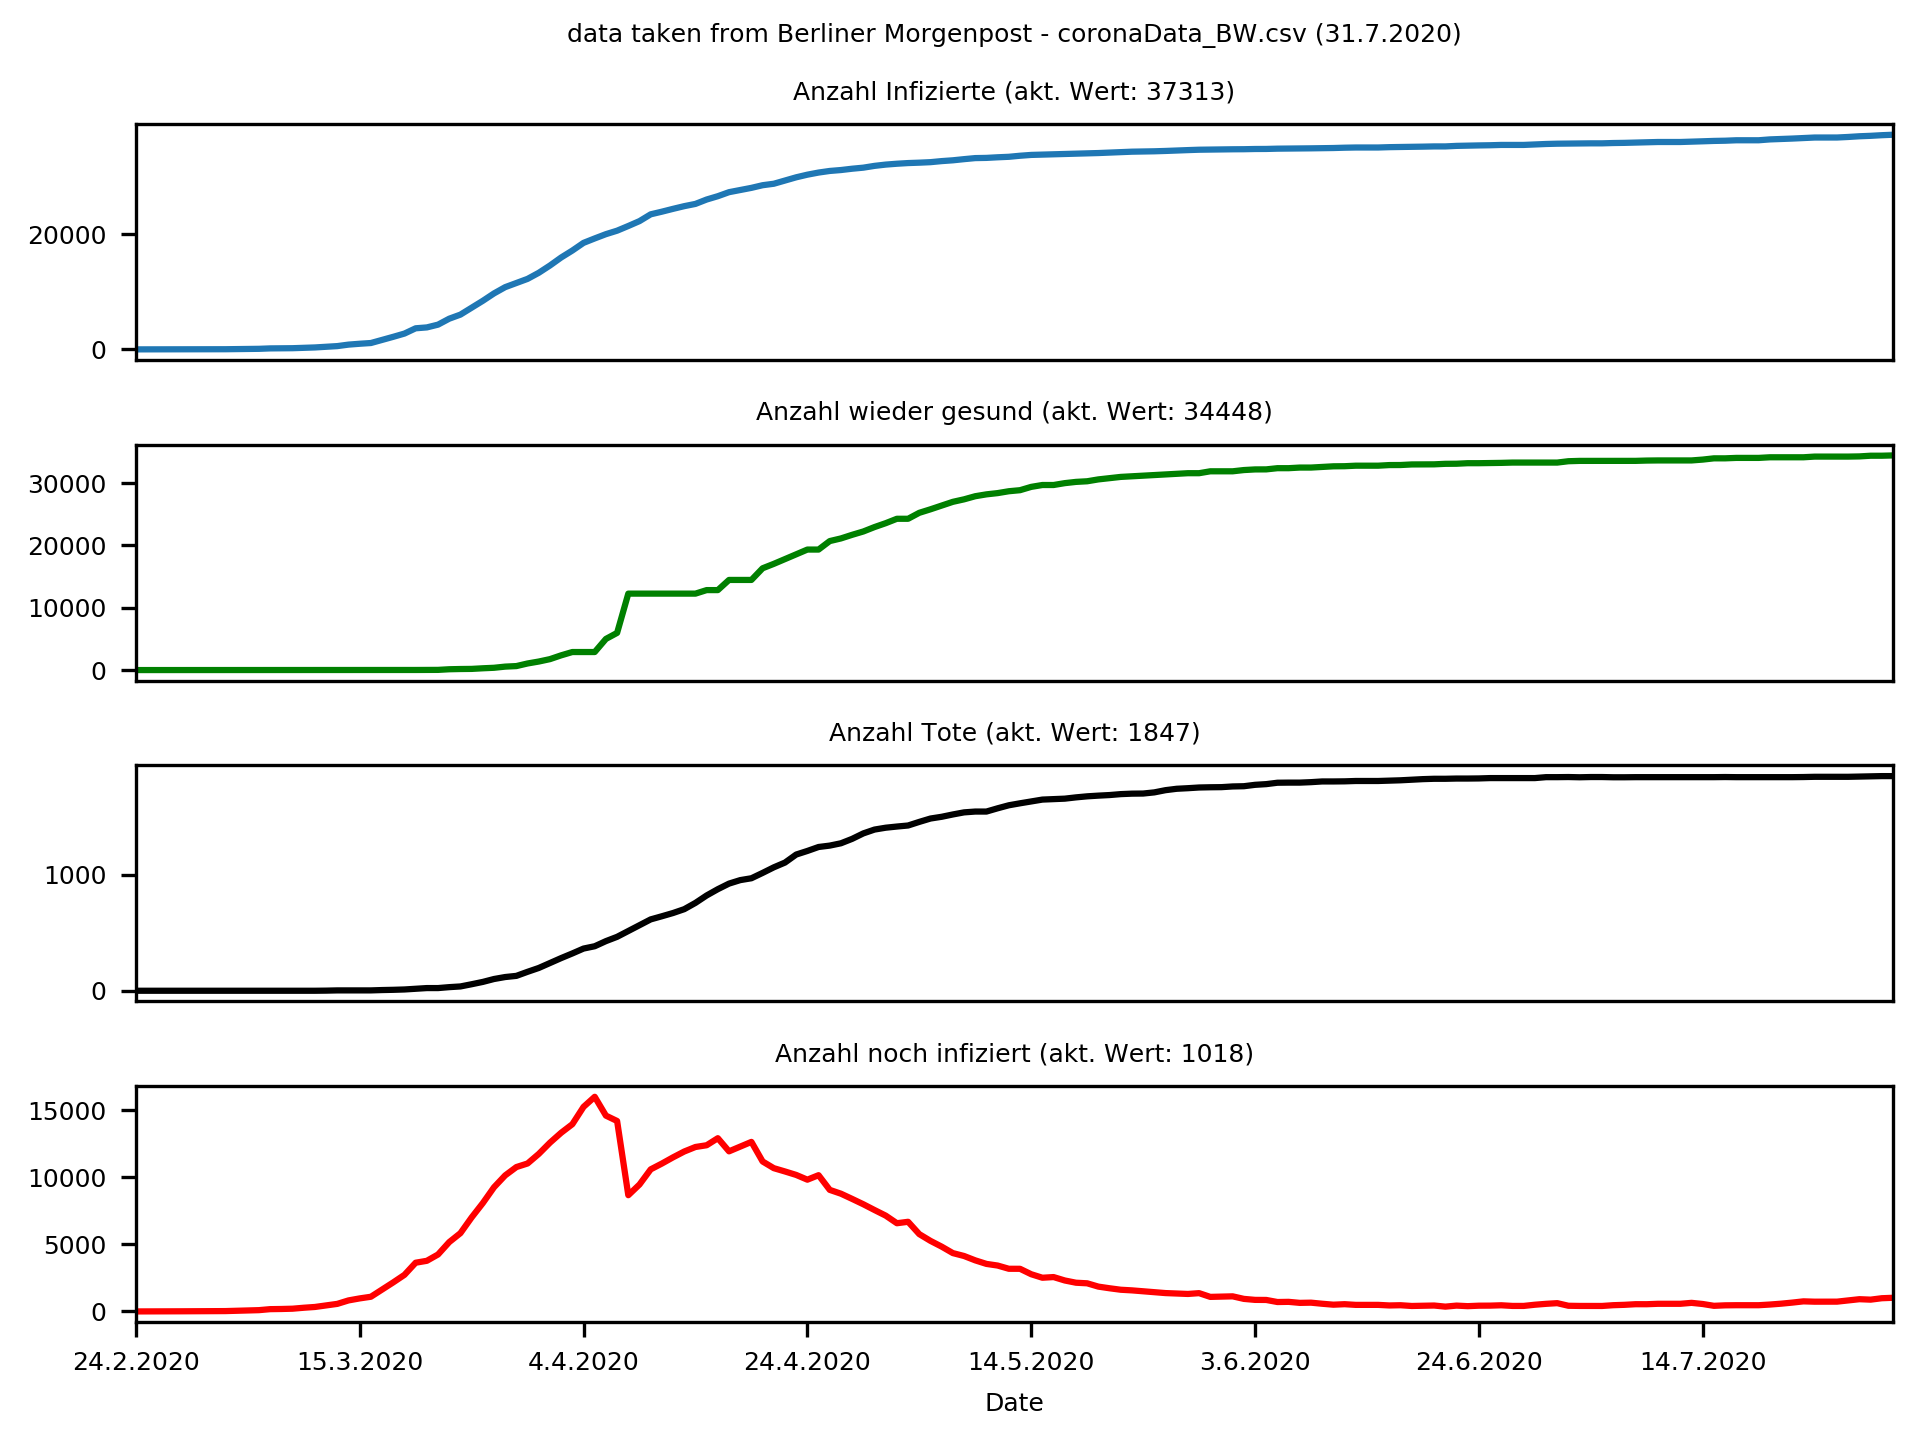 data taken from Berliner Morgenpost - coronaData_BW.csv (31.7.2020)
Anzahl Infizierte (akt. Wert: 37313)
20000
0
Anzahl wieder gesund (akt. Wert: 34448)
30000
20000
10000
0
Anzahl Tote (akt. Wert: 1847)
1000
0
Anzahl noch infiziert (akt. Wert: 1018)
15000
10000
5000
0
24.2.2020 15.3.2020 4.4.2020 24.4.2020 14.5.2020 3.6.2020 24.6.2020 14.7.2020
Date